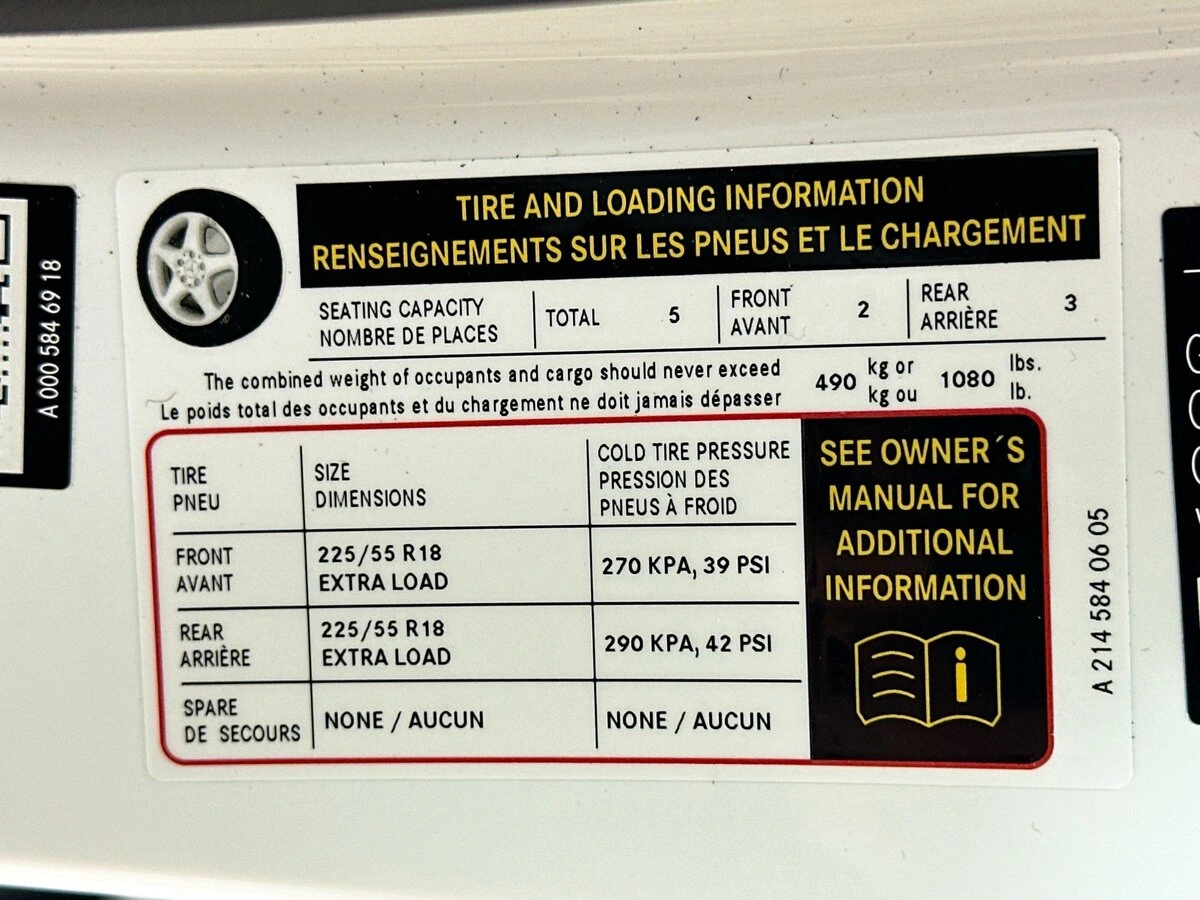 A 000 584 69 18
TIRE AND LOADING INFORMATION
RENSEIGNEMENTS SUR LES PNEUS ET LE CHARGEMENT
SEATING CAPACITY
NOMBRE DE PLACES
TOTAL 5
FRONT
AVANT
2
REAR
ARRIÈRE
3
The combined weight of occupants and cargo should never exceed
Le poids total des occupants et du chargement ne doit jamais dépasser
490
kg or
kg ou
1080
lbs.
lb.
TIRE
PNEU
SIZE
DIMENSIONS
COLD TIRE PRESSURE
PRESSION DES
PNEUS À FROID
FRONT
AVANT
225/55 R18
EXTRA LOAD
270 KPA, 39 PSI
REAR
ARRIÈRE
225/55 R18
EXTRA LOAD
290 KPA, 42 PSI
SPARE
DE SECOURS
NONE / AUCUN
NONE / AUCUN
SEE OWNER´S
MANUAL FOR
ADDITIONAL
INFORMATION
i
A 214 584 06 05